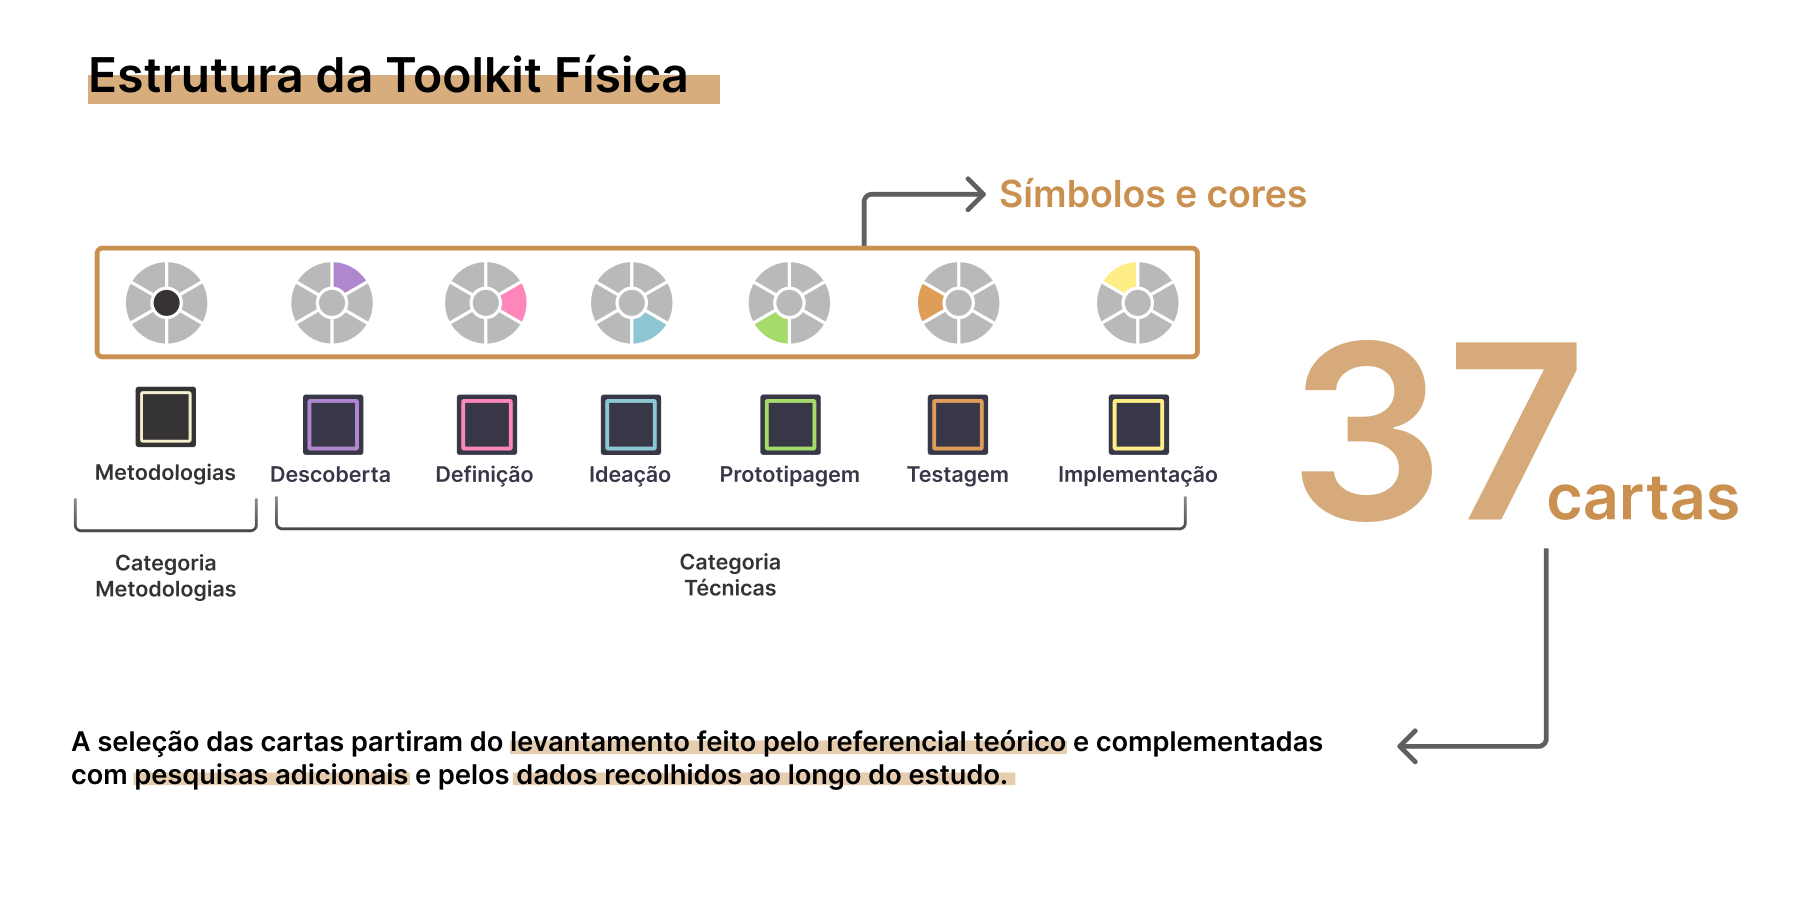 Estrutura da Toolkit Física
Símbolos e cores
Metodologias
Descoberta
Definição
Ideação
Prototipagem
Testagem
Implementação
37
cartas
Categoria
Metodologias
Categoria
Técnicas
A seleção das cartas partiram do levantamento feito pelo referencial teórico e complementadas
com pesquisas adicionais e pelos dados recolhidos ao longo do estudo.